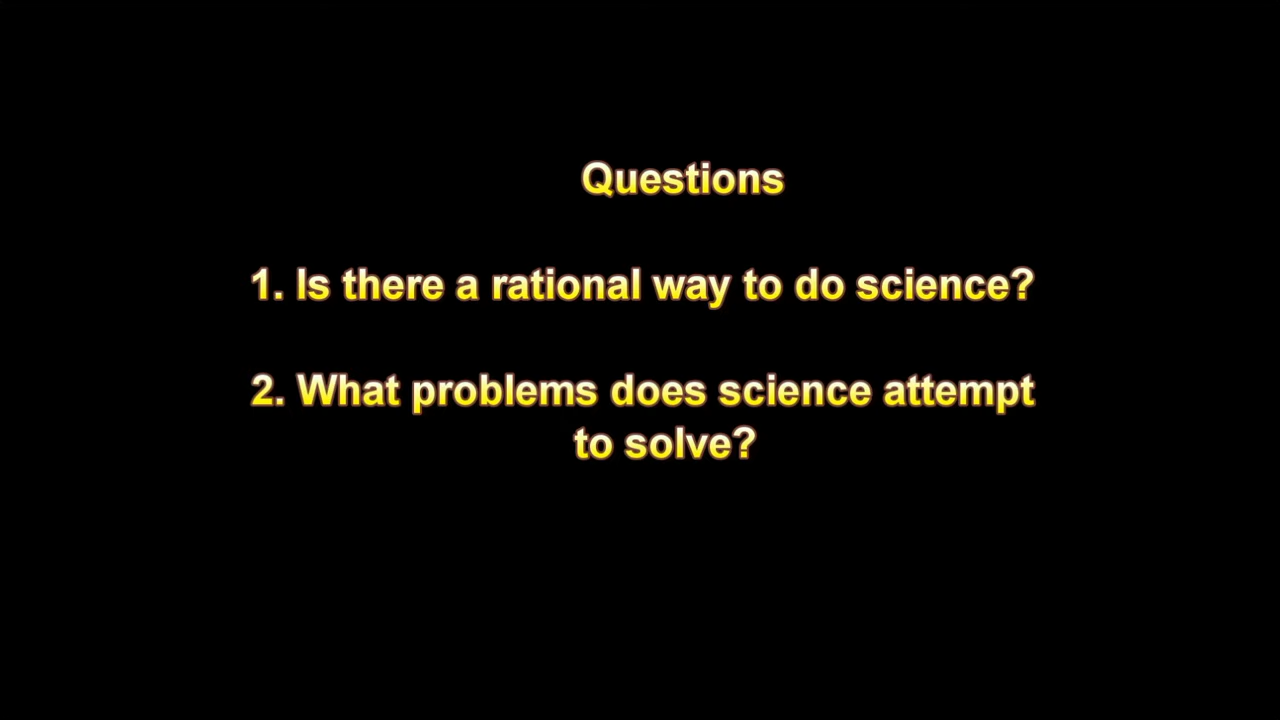 Questions
1. Is there a rational way to do science?
2. What problems does science attempt
to solve?